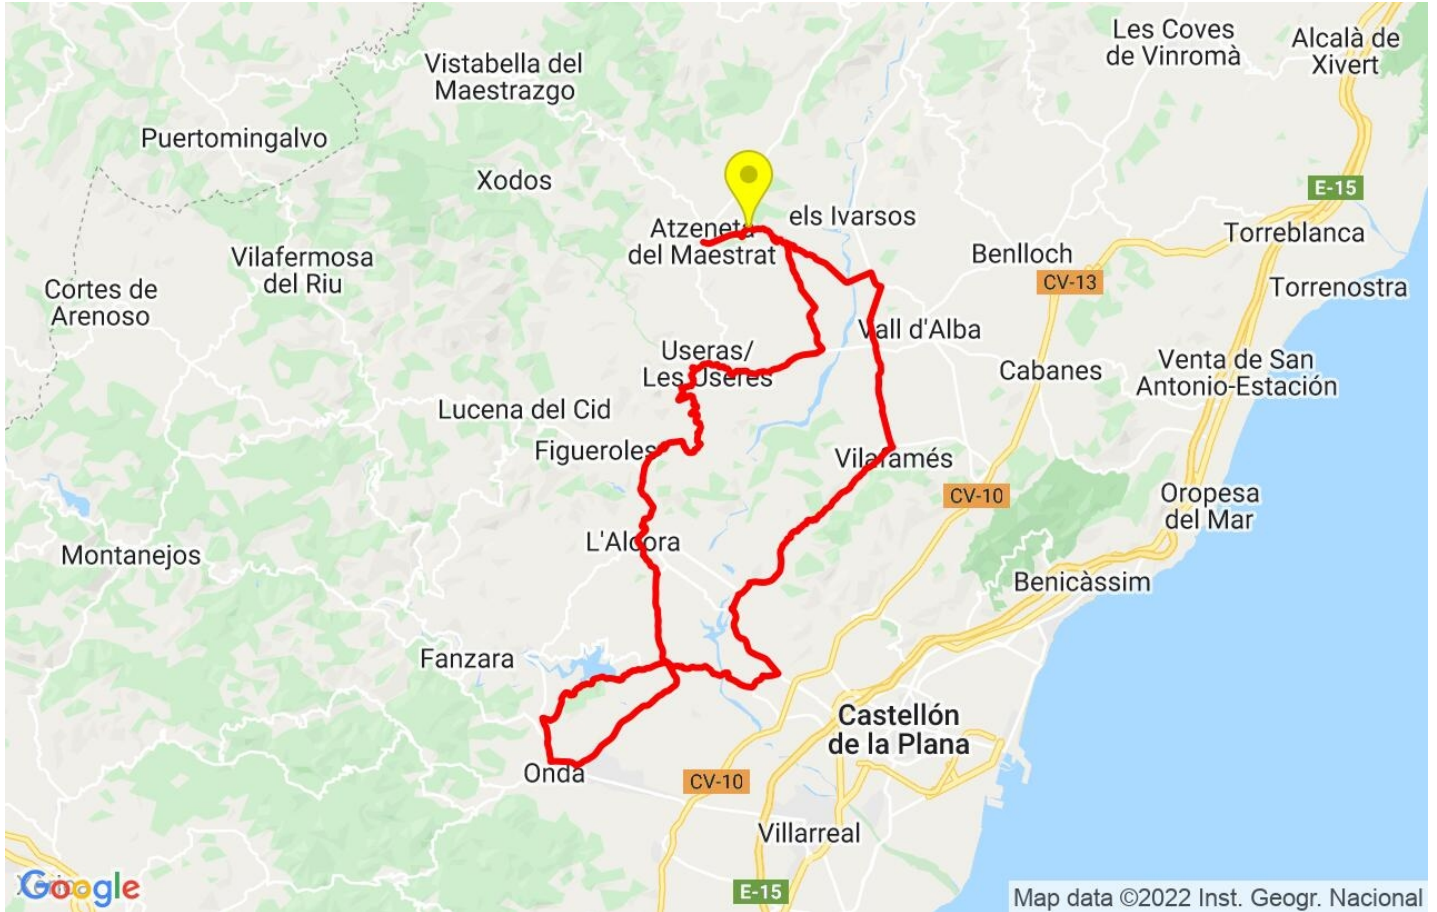 Les Coves
de Vinromà
Alcalà de
Xivert
Vistabella del
Maestrazgo
Puertomingalvo
Xodos
E-15
Atzeneta
del Maestrat
els Ivarsos
Torreblanca
Benlloch
Vilafermosa
del Riu
CV-13
Cortes de
Arenoso
Torrenostra
Vall d'Alba
Useras/
Les Useres
Cabanes
Venta de San
Antonio-Estación
Lucena del Cid
Figueroles
Vilafamés
CV-10
Oropesa
del Mar
L'Alcora
Montanejos
Benicàssim
Fanzara
Castellón
de la Plana
Onda
CV-10
Villarreal
Google
E-15
Map data ©2022 Inst. Geogr. Nacional